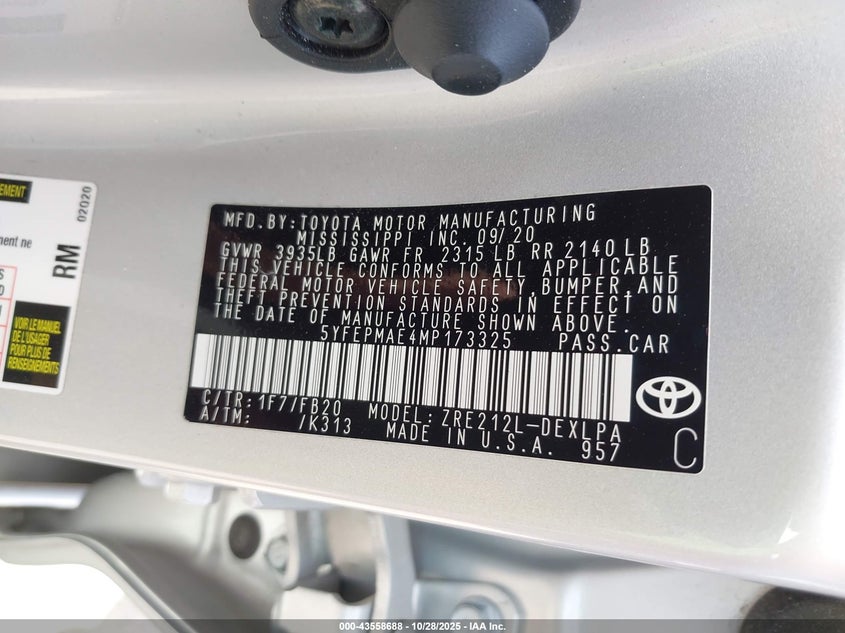 EMENT
ment ne
S
D
RM
02020
VOIR LE MANUEL
DE L'USAGER
POUR PLUS DE
RENSEIGNEMENTS
MFD.BY:TOYOTA MOTOR MANUFACTURING
MISSISSIPPI INC. 09/20
GVWR 3935LB GAWR FR 2315 LB RR 2140 LB
THIS VEHICLE CONFORMS TO ALL APPLICABLE
FEDERAL MOTOR VEHICLE SAFETY, BUMPER, AND
THEFT PREVENTION STANDARDS IN EFFECT ON
THE DATE OF MANUFACTURE SHOWN ABOVE.
5YFEPMAE4MP173325 PASS.CAR
C/TR: 1F7/FB20 MODEL: ZRE212L-DEXLPA
A/TM: /K313 MADE IN U.S.A. 957
C
000-43558688 - 10/28/2025 - IAA Inc.